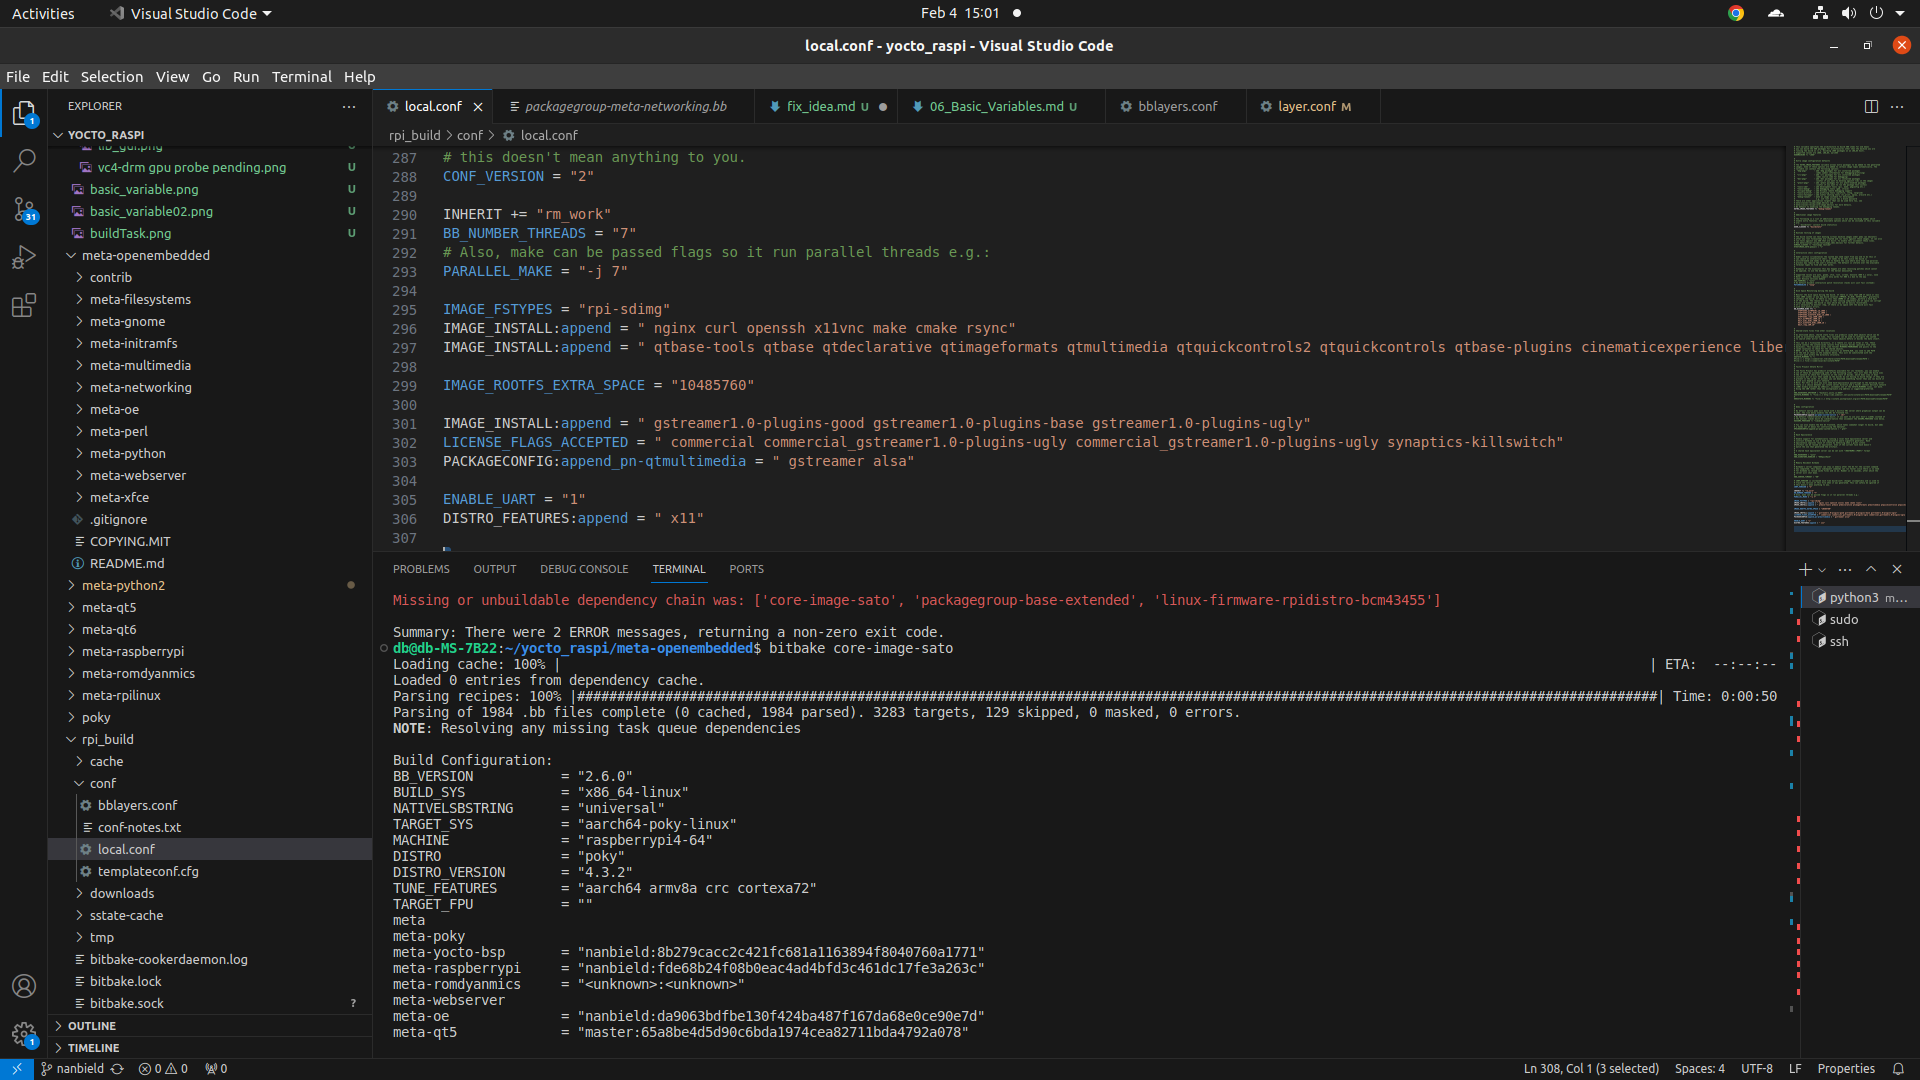 Activities
Visual Studio Code
Feb 4 15:01
local.conf - yocto_raspi - Visual Studio Code
File Edit Selection View Go Run Terminal Help
EXPLORER
YOCTO_RASPI
lib_gui.png U
vc4-drm gpu probe pending.png U
basic_variable.png U
basic_variable02.png U
buildTask.png U
meta-openembedded
contrib
meta-filesystems
meta-gnome
meta-initramfs
meta-multimedia
meta-networking
meta-oe
meta-perl
meta-python
meta-webserver
meta-xfce
.gitignore
COPYING.MIT
README.md
meta-python2
meta-qt5
meta-qt6
meta-raspberrypi
meta-romdyanmics
meta-rpilinux
poky
rpi_build
cache
conf
bblayers.conf
conf-notes.txt
local.conf
templateconf.cfg
downloads
sstate-cache
tmp
bitbake-cookerdaemon.log
bitbake.lock
bitbake.sock ?
OUTLINE
TIMELINE
1
31
1
local.conf
packagegroup-meta-networking.bb
fix_idea.md U
06_Basic_Variables.md U
bblayers.conf
layer.conf M
rpi_build > conf > local.conf
287 # this doesn't mean anything to you.
288 CONF_VERSION = "2"
289
290 INHERIT += "rm_work"
291 BB_NUMBER_THREADS = "7"
292 # Also, make can be passed flags so it run parallel threads e.g.:
293 PARALLEL_MAKE = "-j 7"
294
295 IMAGE_FSTYPES = "rpi-sdimg"
296 IMAGE_INSTALL:append = " nginx curl openssh x11vnc make cmake rsync"
297 IMAGE_INSTALL:append = " qtbase-tools qtbase qtdeclarative qtimageformats qtmultimedia qtquickcontrols2 qtquickcontrols qtbase-plugins cinematicexperience libe
298
299 IMAGE_ROOTFS_EXTRA_SPACE = "10485760"
300
301 IMAGE_INSTALL:append = " gstreamer1.0-plugins-good gstreamer1.0-plugins-base gstreamer1.0-plugins-ugly"
302 LICENSE_FLAGS_ACCEPTED = " commercial commercial_gstreamer1.0-plugins-ugly commercial_gstreamer1.0-plugins-ugly synaptics-killswitch"
303 PACKAGECONFIG:append_pn-qtmultimedia = " gstreamer alsa"
304
305 ENABLE_UART = "1"
306 DISTRO_FEATURES:append = " x11"
307
PROBLEMS OUTPUT DEBUG CONSOLE TERMINAL PORTS
Missing or unbuildable dependency chain was: ['core-image-sato', 'packagegroup-base-extended', 'linux-firmware-rpidistro-bcm43455']
Summary: There were 2 ERROR messages, returning a non-zero exit code.
db@db-MS-7B22:~/yocto_raspi/meta-openembedded$ bitbake core-image-sato
Loading cache: 100% | | ETA: --:--:--
Loaded 0 entries from dependency cache.
Parsing recipes: 100% |#######################################################################################################################################| Time: 0:00:50
Parsing of 1984 .bb files complete (0 cached, 1984 parsed). 3283 targets, 129 skipped, 0 masked, 0 errors.
NOTE: Resolving any missing task queue dependencies
Build Configuration:
BB_VERSION = "2.6.0"
BUILD_SYS = "x86_64-linux"
NATIVELSBSTRING = "universal"
TARGET_SYS = "aarch64-poky-linux"
MACHINE = "raspberrypi4-64"
DISTRO = "poky"
DISTRO_VERSION = "4.3.2"
TUNE_FEATURES = "aarch64 armv8a crc cortexa72"
TARGET_FPU = ""
meta
meta-poky
meta-yocto-bsp = "nanbield:8b279cacc2c421fc681a1163894f8040760a1771"
meta-raspberrypi = "nanbield:fde68b24f08b0eac4ad4bfd3c461dc17fe3a263c"
meta-romdyanmics = "<unknown>:<unknown>"
meta-webserver
meta-oe = "nanbield:da9063bdfbe130f424ba487f167da68e0ce90e7d"
meta-qt5 = "master:65a8be4d5d90c6bda1974cea82711bda4792a078"
python3 m...
sudo
ssh
nanbield 0 0 0
Ln 308, Col 1 (3 selected) Spaces: 4 UTF-8 LF Properties